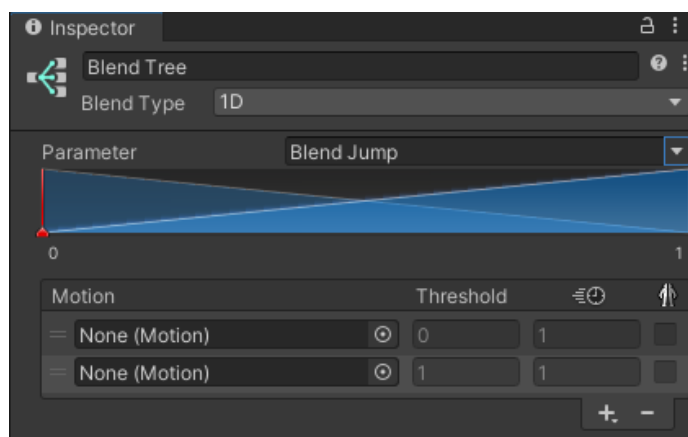 Inspector
Blend Tree
Blend Type 1D
Parameter Blend Jump
0 1
Motion Threshold
None (Motion) 0 1
None (Motion) 1 1